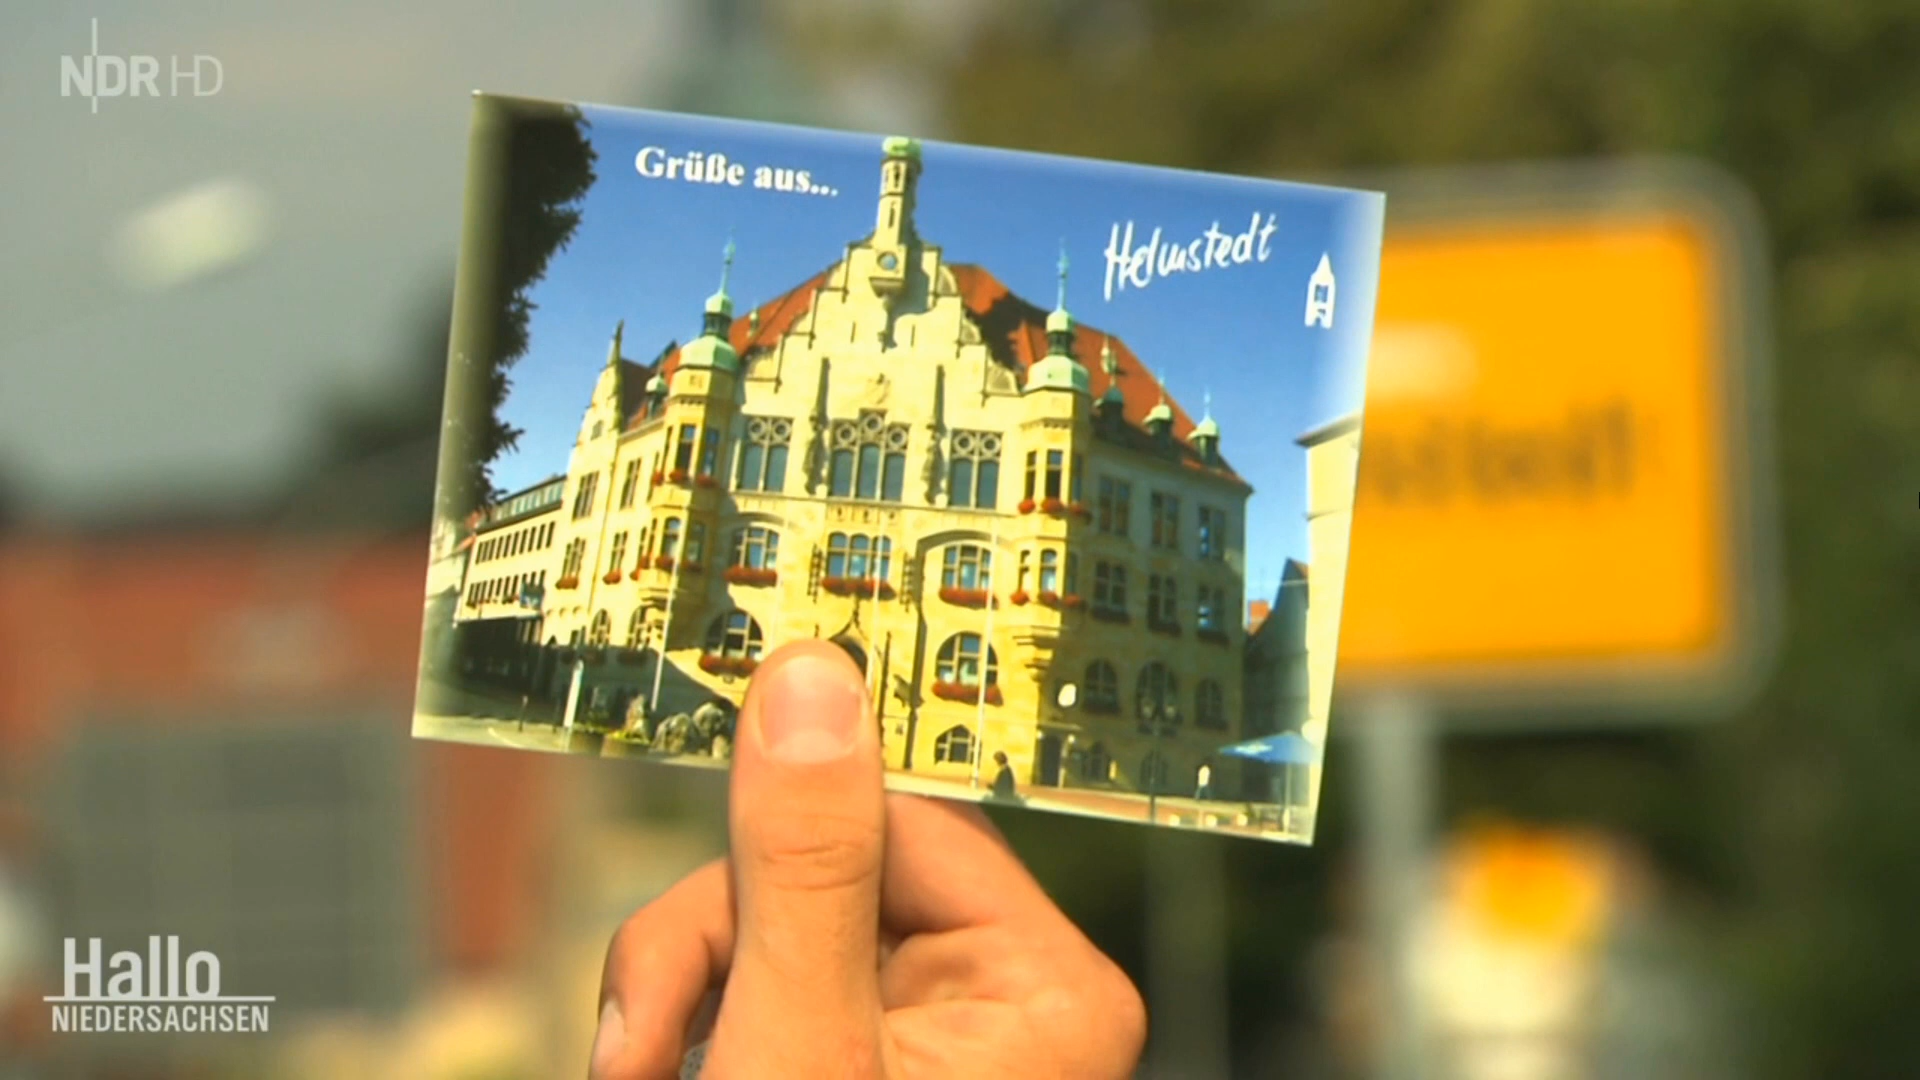 NDR HD
Grüße aus...
Helmstedt
Hallo
NIEDERSACHSEN